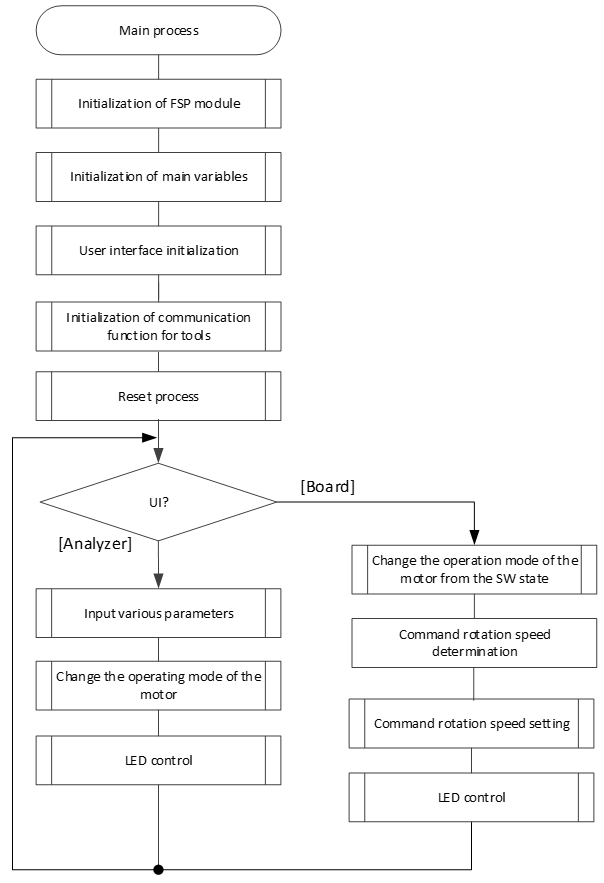 Main process
Initialization of FSP module
Initialization of main variables
User interface initialization
Initialization of communication
function for tools
Reset process
UI?
[Board]
[Analyzer]
Input various parameters
Change the operating mode of the
motor
LED control
Change the operation mode of the
motor from the SW state
Command rotation speed
determination
Command rotation speed setting
LED control